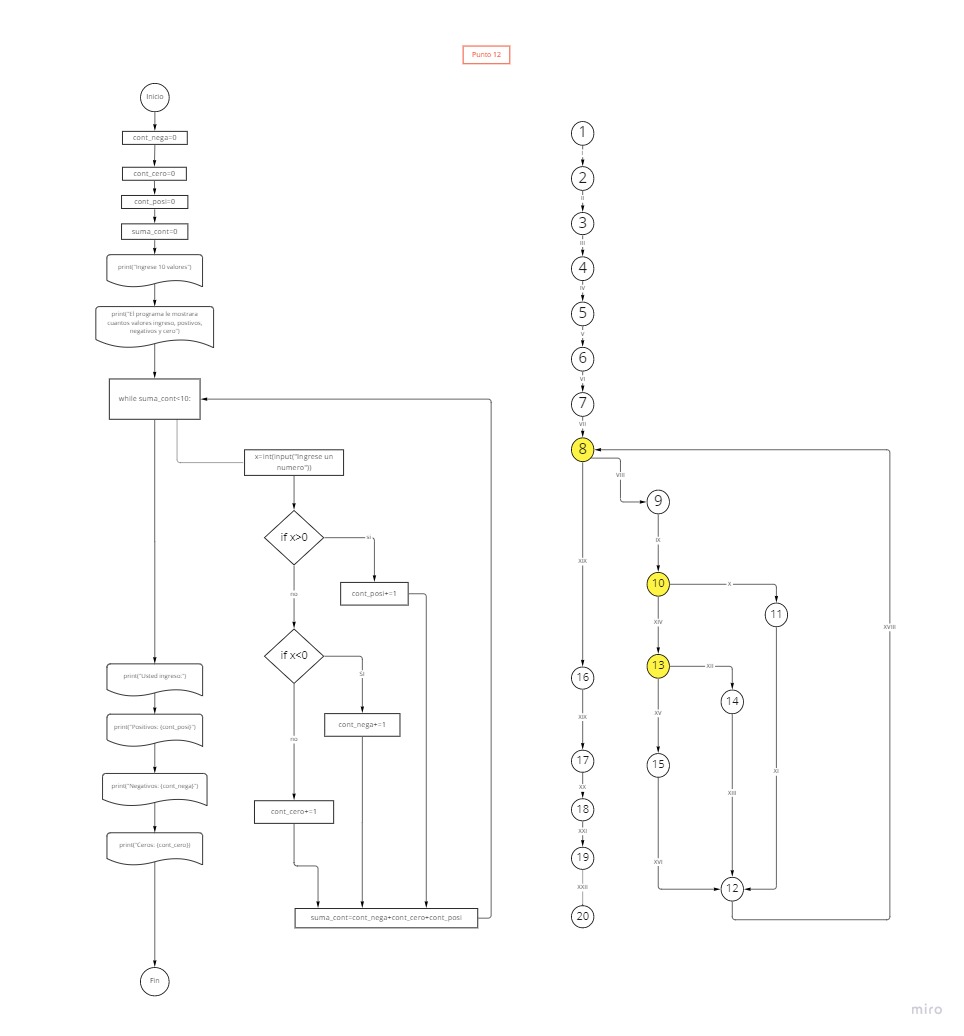 Punto 12
Inicio
cont_nega=0
cont_cero=0
cont_posi=0
suma_cont=0
print("Ingrese 10 valores")
print("El programa le mostrara
cuantos valores ingreso, postivos,
negativos y cero")
while suma_cont<10:
x=int(input("Ingrese un
numero"))
if x>0
si
cont_posi+=1
no
if x<0
SI
cont_nega+=1
no
cont_cero+=1
suma_cont=cont_nega+cont_cero+cont_posi
print("Usted ingreso:")
print("Positivos: {cont_posi}")
print("Negativos: {cont_nega}")
print("Ceros: {cont_cero})
Fin
1
I
2
II
3
III
4
IV
5
V
6
VI
7
VII
8
VIII
9
IX
10
X
11
XIV
XIX
XVIII
13
XII
14
16
XV
XIX
15
17
XI
XX
XIII
18
XXI
19
XVI
XXII
12
20
miro